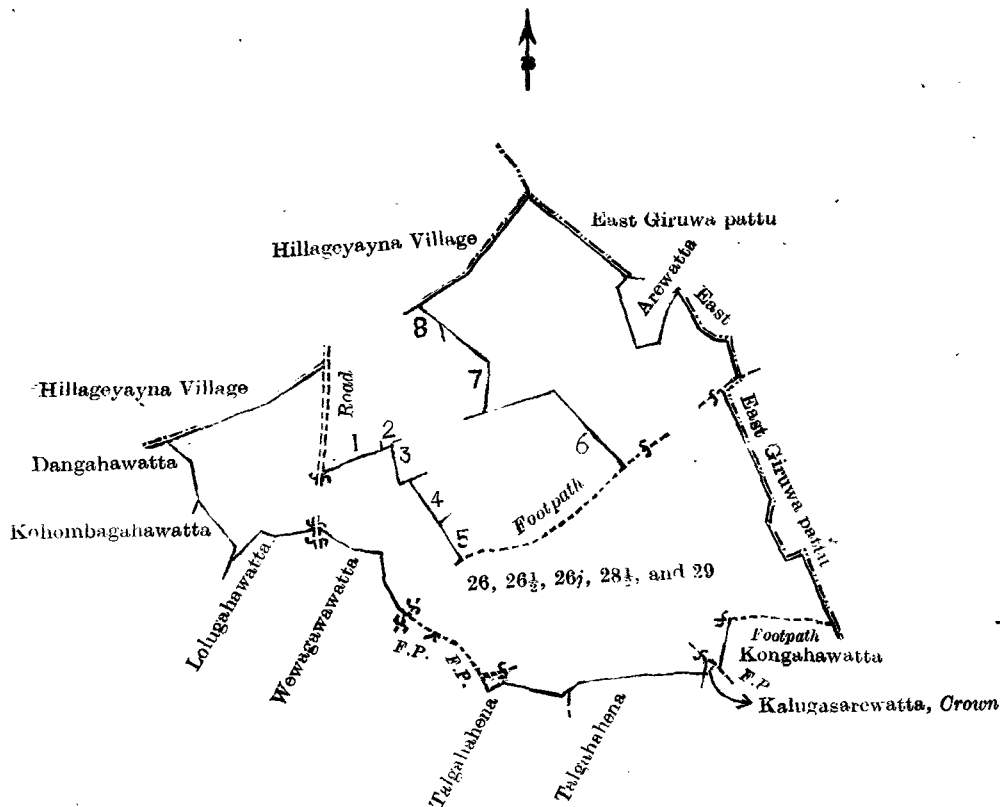 East Giruwa pattu
Hillageyayna Village
Arewatta
East
8
7
Hillageyayna Village
Road
East Giruwa pattu
1
2
3
6
Dangahawatta
4
Footpath
Kohombagahawatta
5
26, 26½, 26j, 28½, and 29
Lolugahawatta
Wewagawawatta
F.P.
F.P.
Footpath
Kongahawatta
F.P
Kalugasarewatta, Crown
Talgahahena
Talgahahena